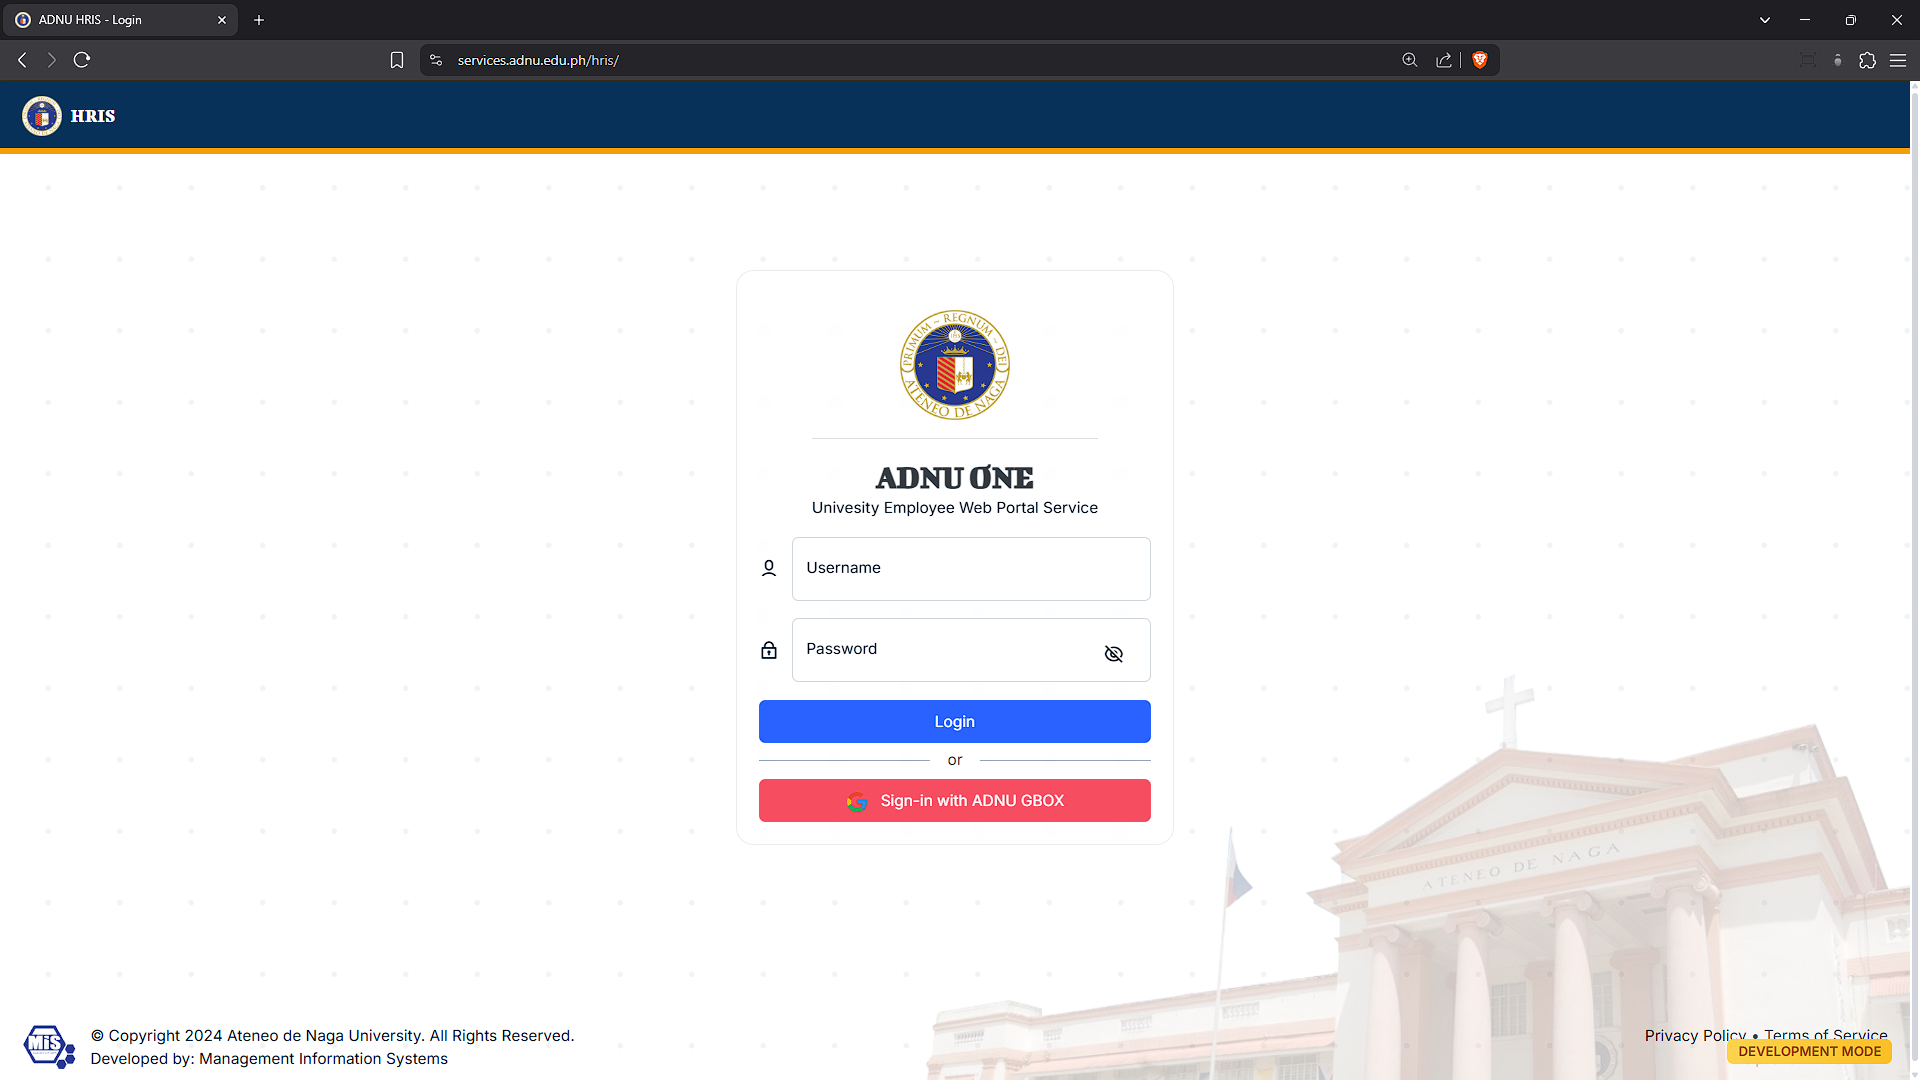 ADNU HRIS - Login
services.adnu.edu.ph/hris/
HRIS
PRIMUM ~ REGNUM ~ DEI
ATENEO DE NAGA
ADNU ONE
Univesity Employee Web Portal Service
Username
Password
Login
or
Sign-in with ADNU GBOX
ATENEO DE NAGA
MiS
© Copyright 2024 Ateneo de Naga University. All Rights Reserved.
Developed by: Management Information Systems
Privacy Policy • Terms of Service
DEVELOPMENT MODE